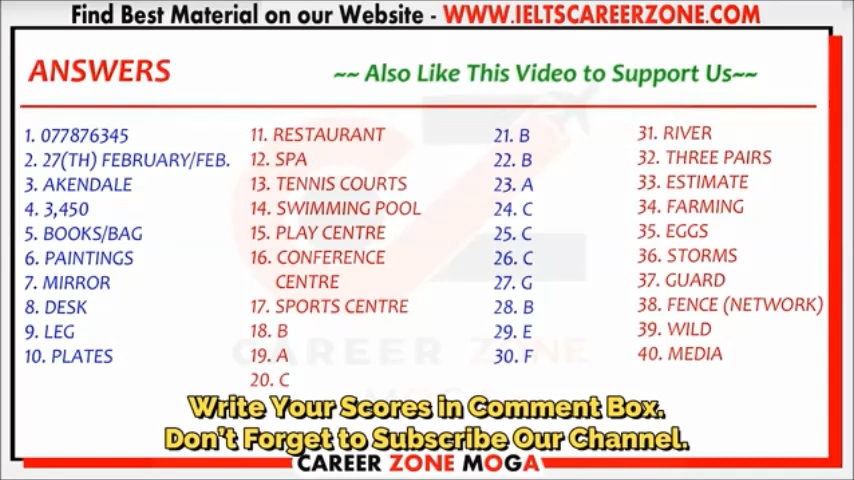 Find Best Material on our Website - WWW.IELTSCAREERZONE.COM
ANSWERS
~~ Also Like This Video to Support Us~~
1. 077876345
2. 27(TH) FEBRUARY/FEB.
3. AKENDALE
4. 3,450
5. BOOKS/BAG
6. PAINTINGS
7. MIRROR
8. DESK
9. LEG
10. PLATES
11. RESTAURANT
12. SPA
13. TENNIS COURTS
14. SWIMMING POOL
15. PLAY CENTRE
16. CONFERENCE
CENTRE
17. SPORTS CENTRE
18. B
19. A
20. C
21. B
22. B
23. A
24. C
25. C
26. C
27. G
28. B
29. E
30. F
31. RIVER
32. THREE PAIRS
33. ESTIMATE
34. FARMING
35. EGGS
36. STORMS
37. GUARD
38. FENCE (NETWORK)
39. WILD
40. MEDIA
CAREER ZONE
Write Your Scores in Comment Box.
Don't Forget to Subscribe Our Channel.
CAREER ZONE MOGA